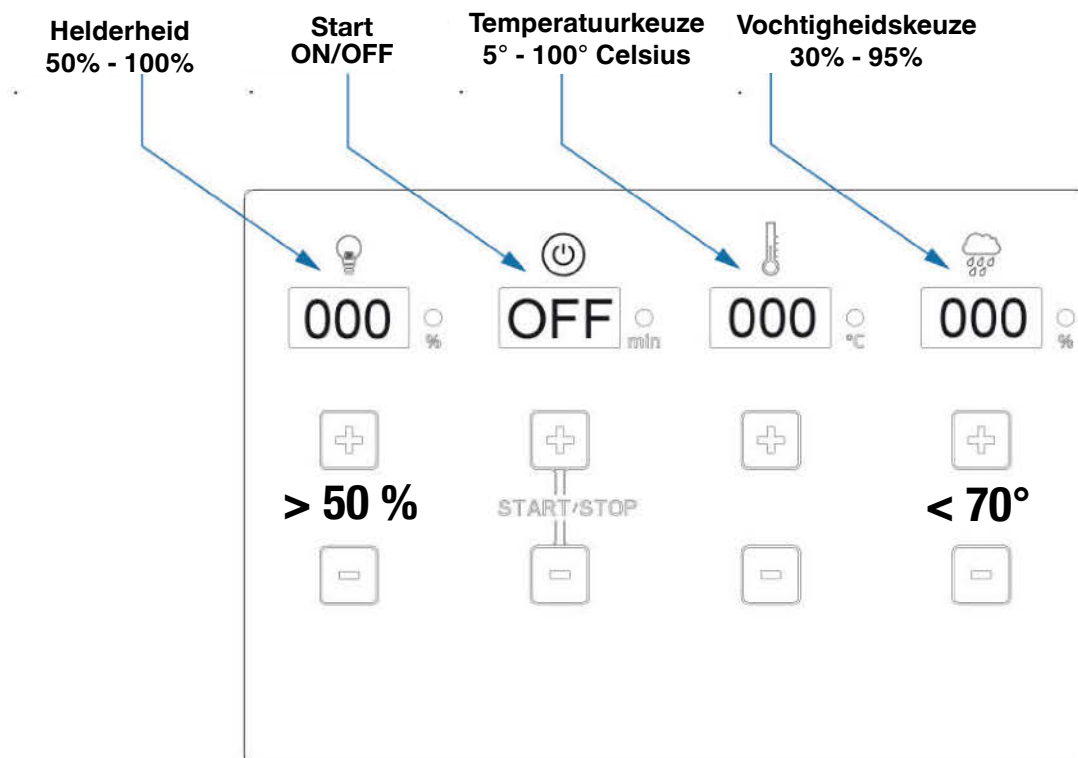 Helderheid
50% - 100%
Start
ON/OFF
Temperatuurkeuze
5° - 100° Celsius
Vochtigheidskeuze
30% - 95%
000 %
OFF min
000 °C
000 %
> 50 %
START/STOP
< 70°